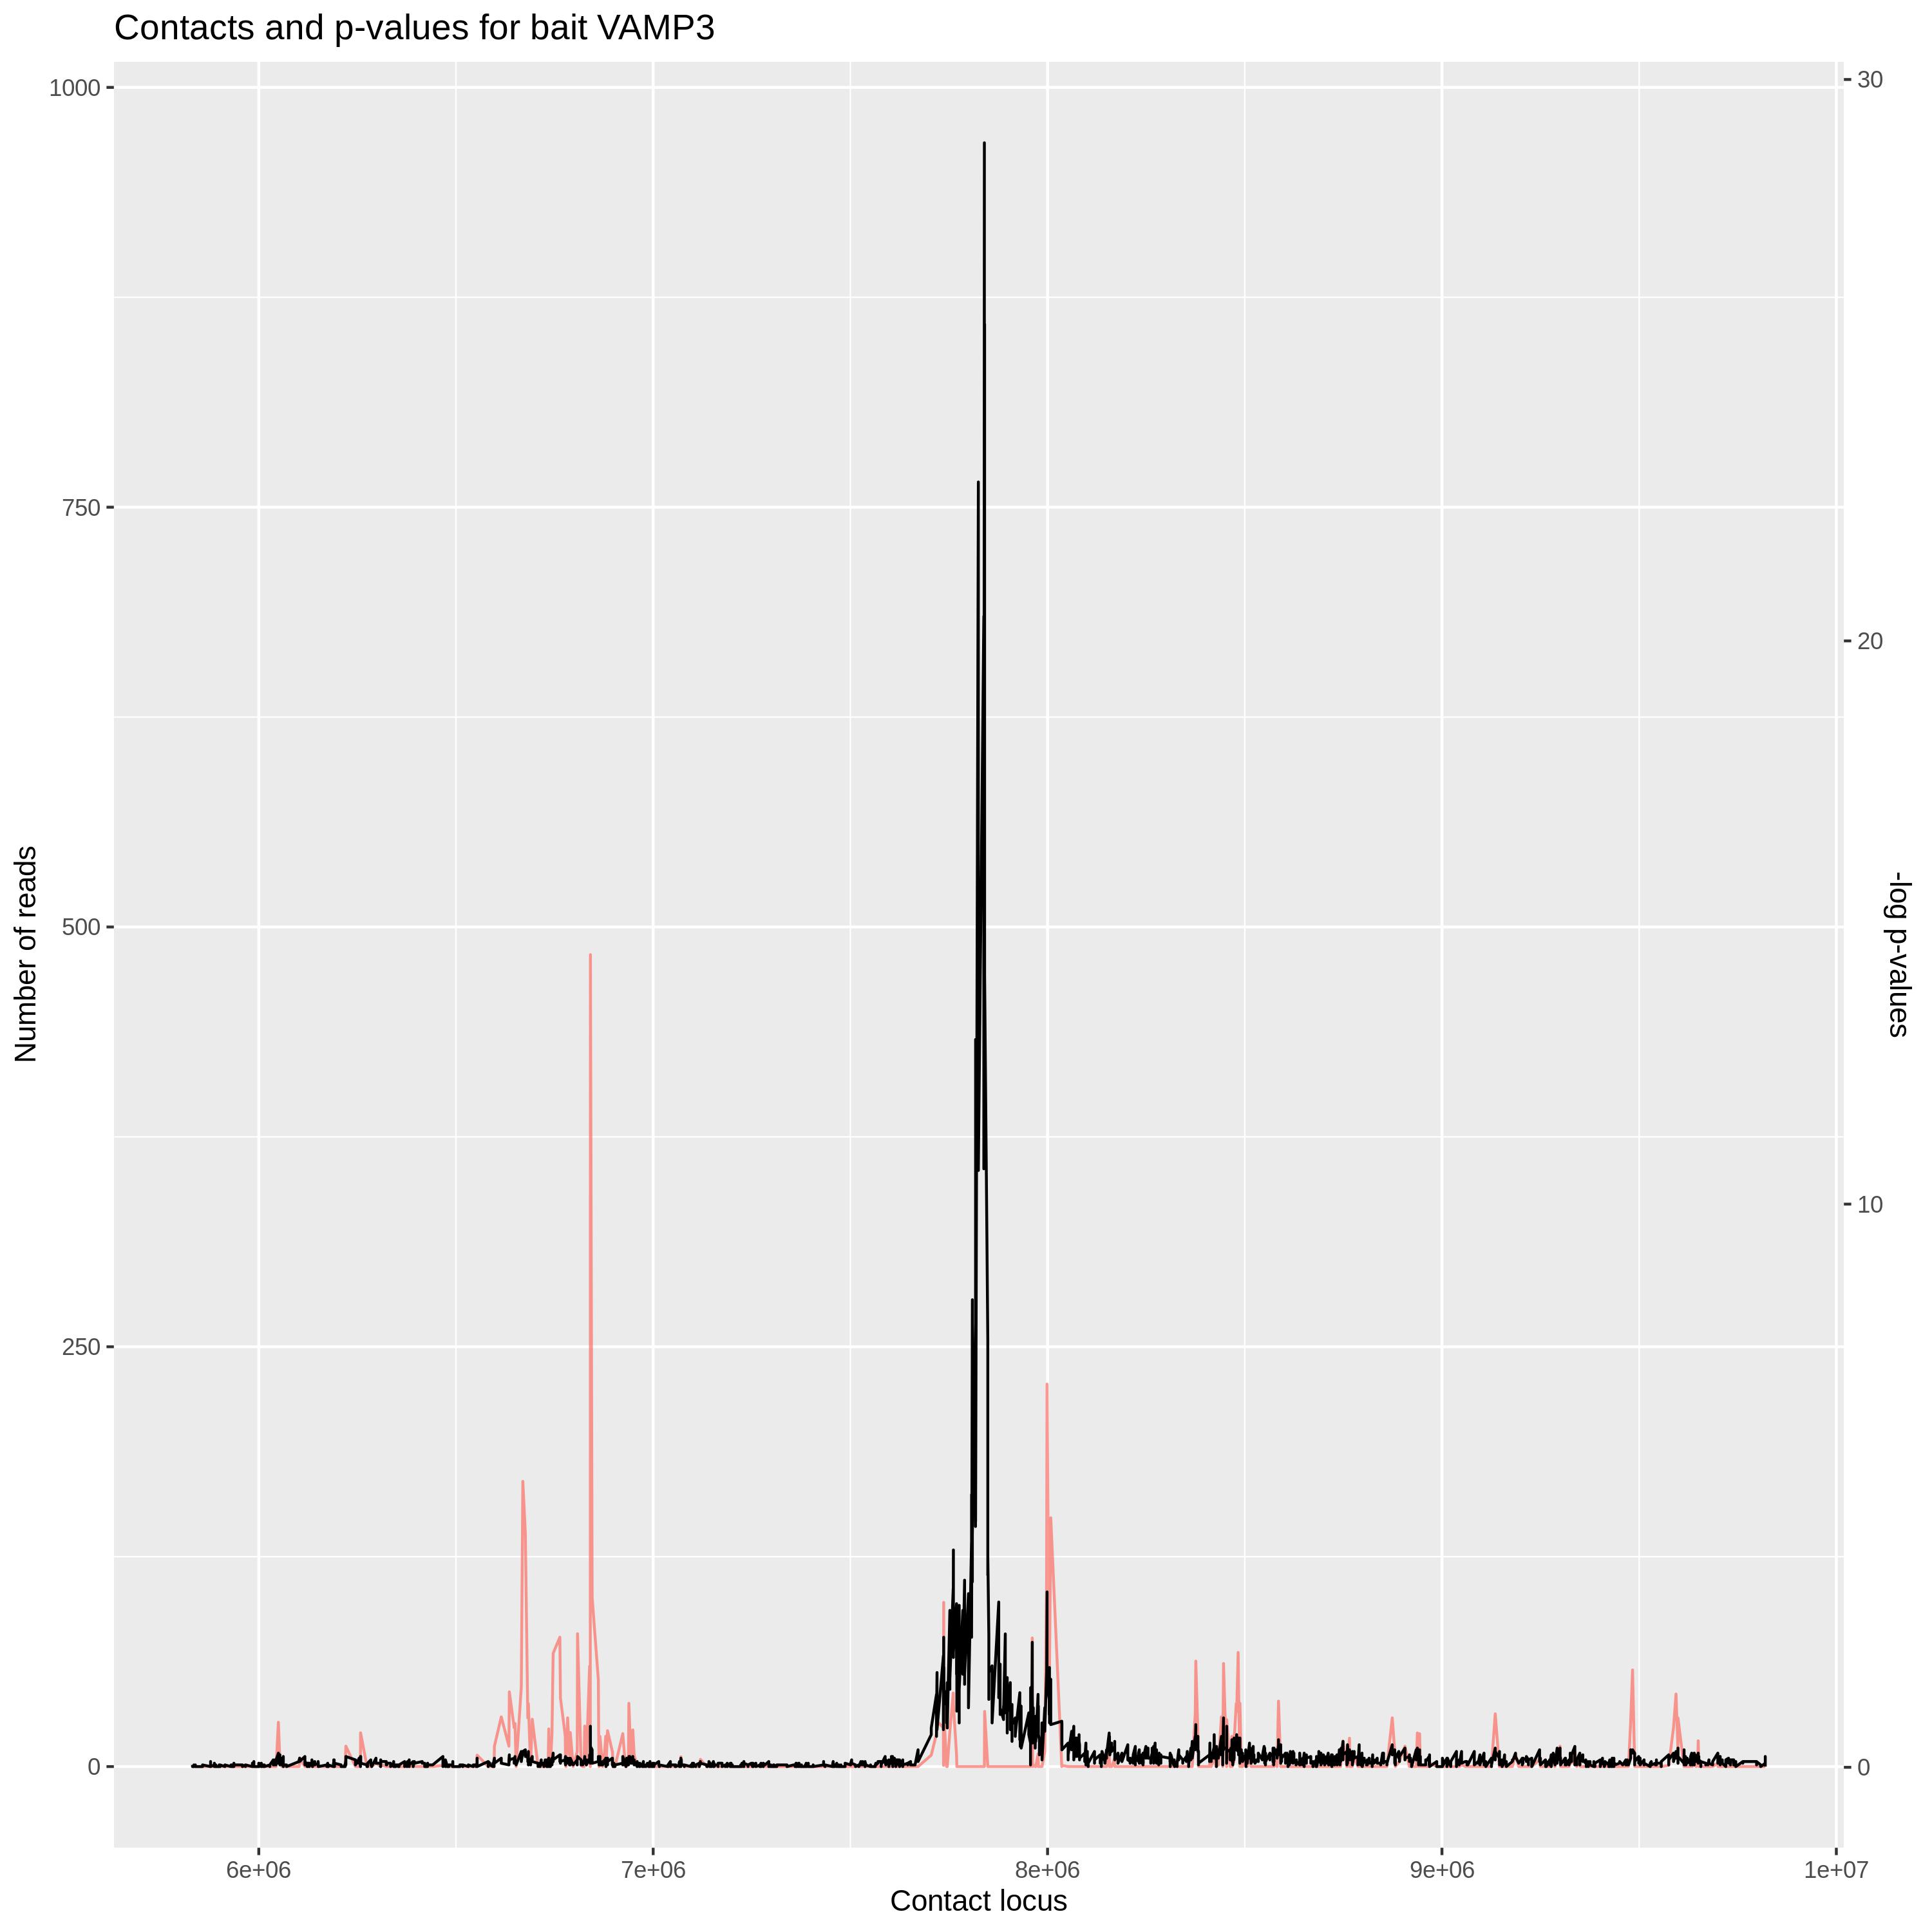 Contacts and p-values for bait VAMP3
1000
750
500
250
0
Number of reads
30
20
10
0
-log p-values
6e+06
7e+06
8e+06
9e+06
1e+07
Contact locus